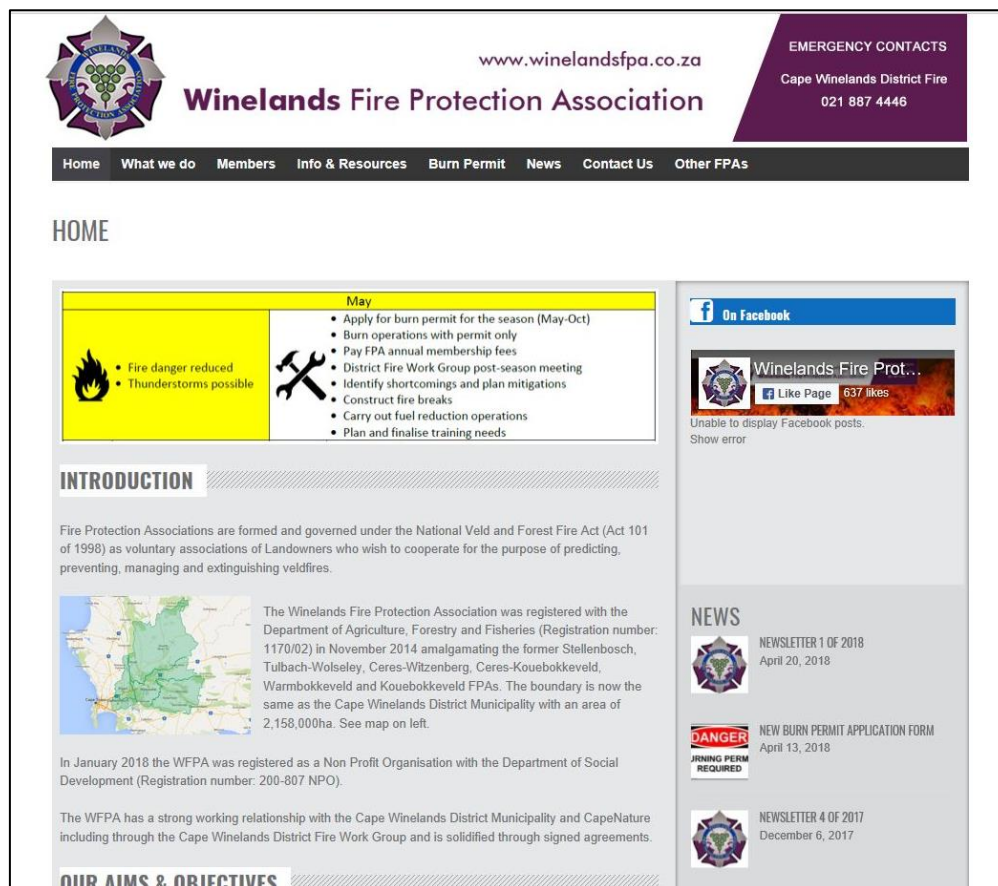 WINELANDS
FIRE PROTECTION ASSOCIATION
www.winelandsfpa.co.za
Winelands Fire Protection Association
EMERGENCY CONTACTS
Cape Winelands District Fire
021 887 4446
Home What we do Members Info & Resources Burn Permit News Contact Us Other FPAs
HOME
May
• Fire danger reduced
• Thunderstorms possible
• Apply for burn permit for the season (May-Oct)
• Burn operations with permit only
• Pay FPA annual membership fees
• District Fire Work Group post-season meeting
• Identify shortcomings and plan mitigations
• Construct fire breaks
• Carry out fuel reduction operations
• Plan and finalise training needs
INTRODUCTION
Fire Protection Associations are formed and governed under the National Veld and Forest Fire Act (Act 101
of 1998) as voluntary associations of Landowners who wish to cooperate for the purpose of predicting,
preventing, managing and extinguishing veldfires.
The Winelands Fire Protection Association was registered with the
Department of Agriculture, Forestry and Fisheries (Registration number:
1170/02) in November 2014 amalgamating the former Stellenbosch,
Tulbach-Wolseley, Ceres-Witzenberg, Ceres-Kouebokkeveld,
Warmbokkeveld and Kouebokkeveld FPAs. The boundary is now the
same as the Cape Winelands District Municipality with an area of
2,158,000ha. See map on left.
In January 2018 the WFPA was registered as a Non Profit Organisation with the Department of Social
Development (Registration number: 200-807 NPO).
The WFPA has a strong working relationship with the Cape Winelands District Municipality and CapeNature
including through the Cape Winelands District Fire Work Group and is solidified through signed agreements.
OUR AIMS & OBJECTIVES
On Facebook
Winelands Fire Prot...
Like Page 637 likes
Unable to display Facebook posts.
Show error
NEWS
NEWSLETTER 1 OF 2018
April 20, 2018
DANGER
URNING PERM
REQUIRED
NEW BURN PERMIT APPLICATION FORM
April 13, 2018
NEWSLETTER 4 OF 2017
December 6, 2017